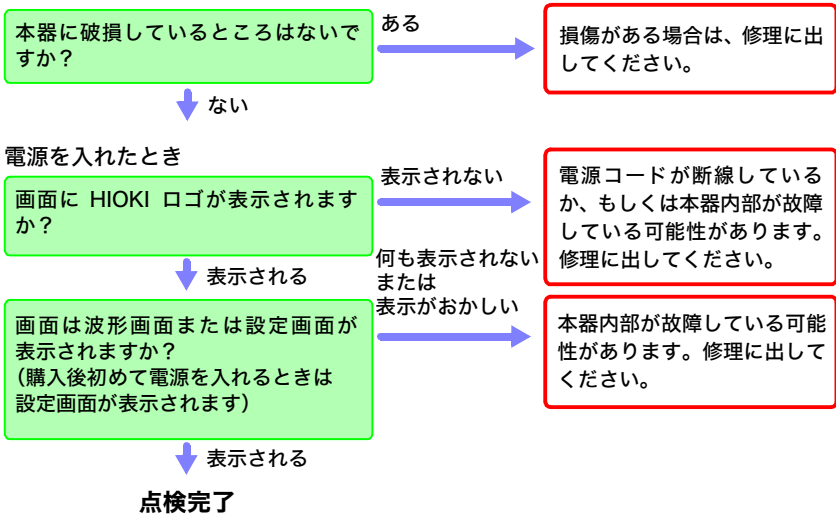 本器に破損しているところはないで
すか？
ある
損傷がある場合は、修理に出
してください。
ない
電源を入れたとき
画面に HIOKI ロゴが表示されます
か？
表示されない
電源コードが断線している
か、もしくは本器内部が故障
している可能性があります。
修理に出してください。
表示される
何も表示されない
または
表示がおかしい
画面は波形画面または設定画面が
表示されますか？
（購入後初めて電源を入れるときは
設定画面が表示されます）
本器内部が故障している可能
性があります。修理に出して
ください。
表示される
点検完了